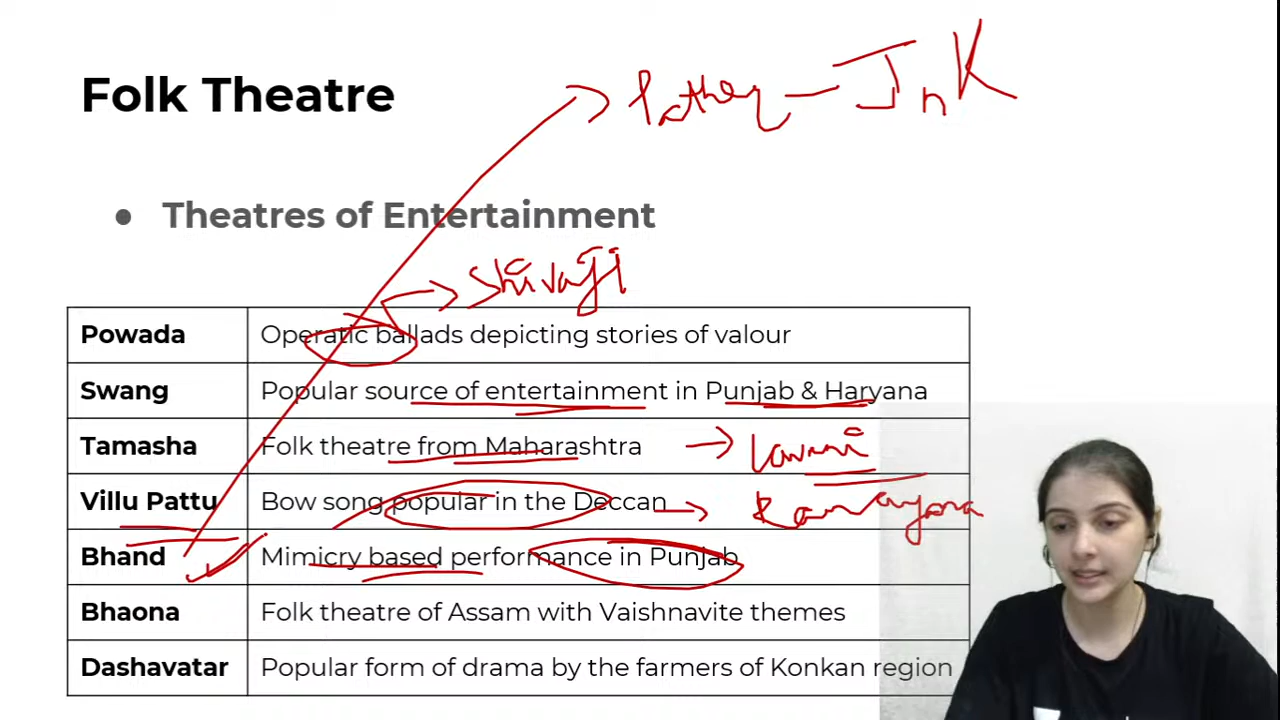 Pather - JnK
Folk Theatre
● Theatres of Entertainment
Shivaji
Powada Operatic ballads depicting stories of valour
Swang Popular source of entertainment in Punjab & Haryana
Tamasha Folk theatre from Maharashtra → Lavni
Villu Pattu Bow song popular in the Deccan → Ramayana
Bhand Mimicry based performance in Punjab
Bhaona Folk theatre of Assam with Vaishnavite themes
Dashavatar Popular form of drama by the farmers of Konkan region